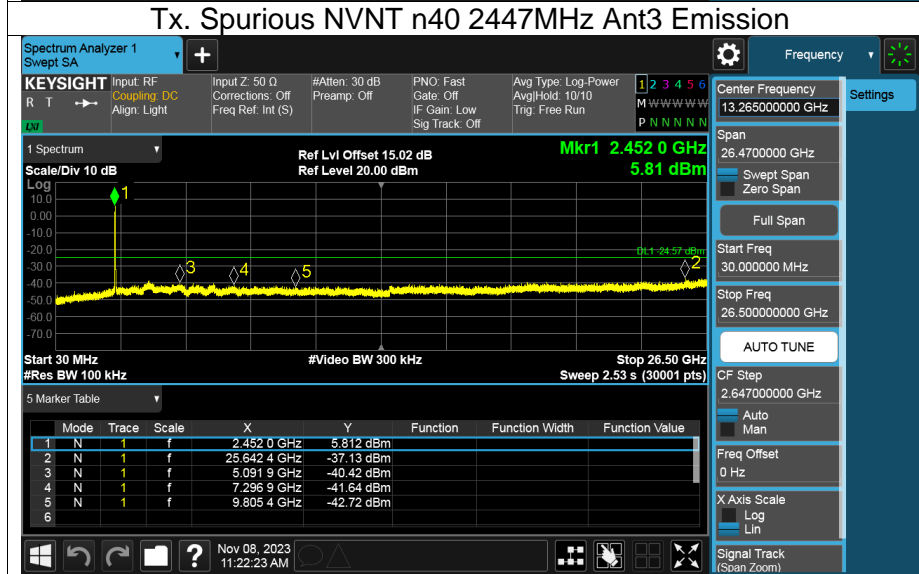 Tx. Spurious NVNT n40 2447MHz Ant3 Emission
Spectrum Analyzer 1
Swept SA
+
Frequency
KEYSIGHT
R T
LXI
Input: RF
Coupling: DC
Align: Light
Input Z: 50 Ω
Corrections: Off
Freq Ref: Int (S)
#Atten: 30 dB
Preamp: Off
PNO: Fast
Gate: Off
IF Gain: Low
Sig Track: Off
Avg Type: Log-Power
Avg|Hold: 10/10
Trig: Free Run
1 2 3 4 5 6
M W W W W W
P N N N N N
1 Spectrum
Scale/Div 10 dB
Ref Lvl Offset 15.02 dB
Ref Level 20.00 dBm
Mkr1 2.452 0 GHz
5.81 dBm
Log
10.0
0.00
-10.0
-20.0
-30.0
-40.0
-50.0
-60.0
-70.0
1
3
4
5
2
DL1 -24.57 dBm
Start 30 MHz
#Video BW 300 kHz
Stop 26.50 GHz
#Res BW 100 kHz
Sweep 2.53 s (30001 pts)
5 Marker Table
Mode Trace Scale X Y Function Function Width Function Value
1 N 1 f 2.452 0 GHz 5.812 dBm
2 N 1 f 25.642 4 GHz -37.13 dBm
3 N 1 f 5.091 9 GHz -40.42 dBm
4 N 1 f 7.296 9 GHz -41.64 dBm
5 N 1 f 9.805 4 GHz -42.72 dBm
6
?
Nov 08, 2023
11:22:23 AM
Center Frequency
13.265000000 GHz
Settings
Span
26.4700000 GHz
Swept Span
Zero Span
Full Span
Start Freq
30.000000 MHz
Stop Freq
26.500000000 GHz
AUTO TUNE
CF Step
2.647000000 GHz
Auto
Man
Freq Offset
0 Hz
X Axis Scale
Log
Lin
Signal Track
(Span Zoom)